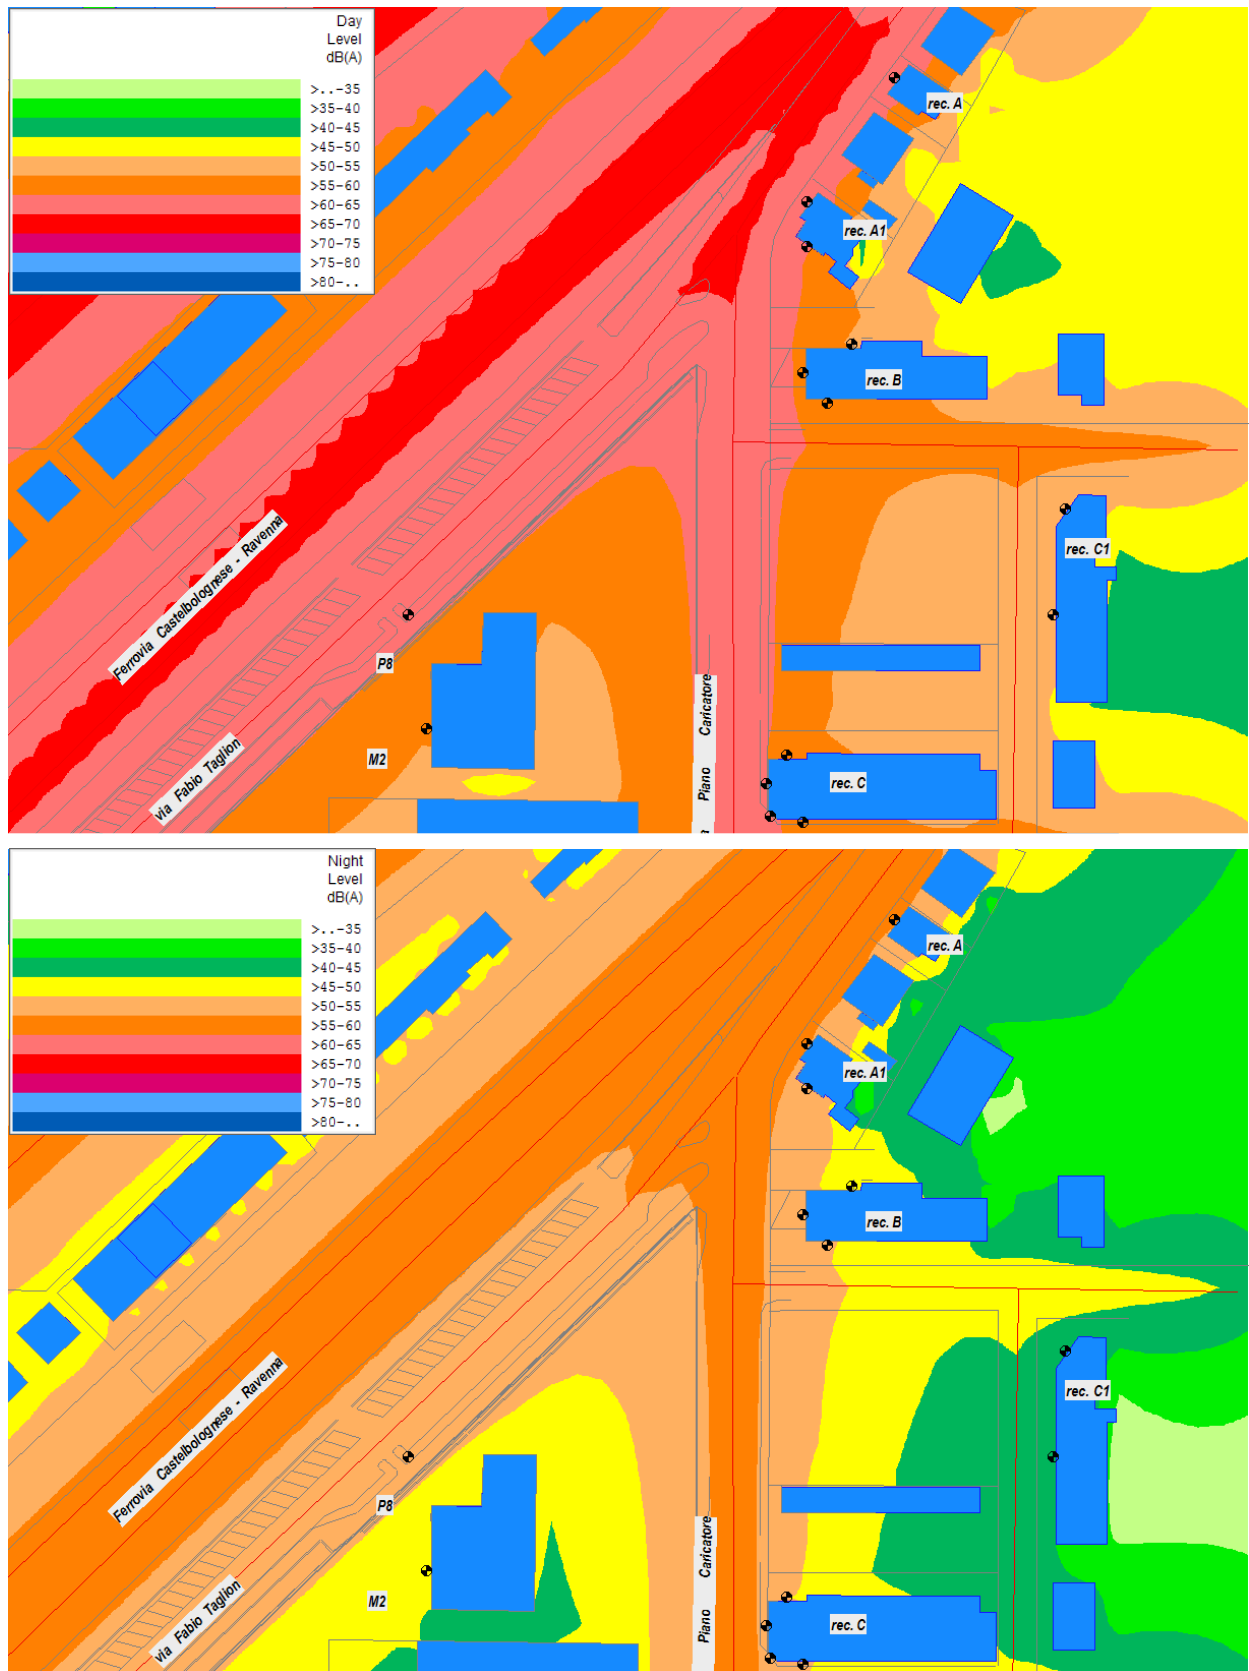 Day
Level
dB(A)
>..-35
>35-40
>40-45
>45-50
>50-55
>55-60
>60-65
>65-70
>70-75
>75-80
>80-..
rec. A
rec. A1
rec. B
rec. C1
Ferrovia Castelbolognese - Ravenna
P8
via Fabio Taglion
M2
Piano Caricatore
rec. C
Night
Level
dB(A)
>..-35
>35-40
>40-45
>45-50
>50-55
>55-60
>60-65
>65-70
>70-75
>75-80
>80-..
rec. A
rec. A1
rec. B
rec. C1
Ferrovia Castelbolognese - Ravenna
P8
via Fabio Taglion
M2
Piano Caricatore
rec. C